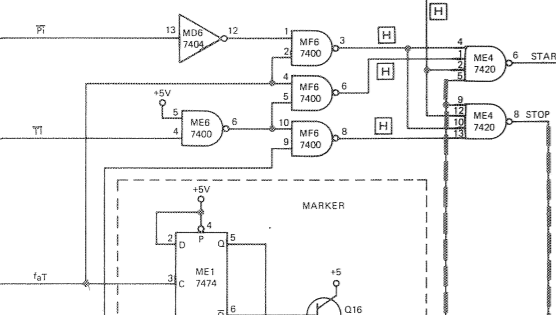 H
P̅i̅
13
MD6
7404
12
1
2
MF6
7400
3
H
4
1
2
5
ME4
7420
6
STAR
H
4
5
MF6
7400
6
+5V
5
4
ME6
7400
6
10
9
MF6
7400
8
H
9
12
10
13
ME4
7420
8
STOP
+5V
MARKER
4
P
2
D
Q
5
ME1
7474
faT
3
C
Q̅
6
+5
Q16